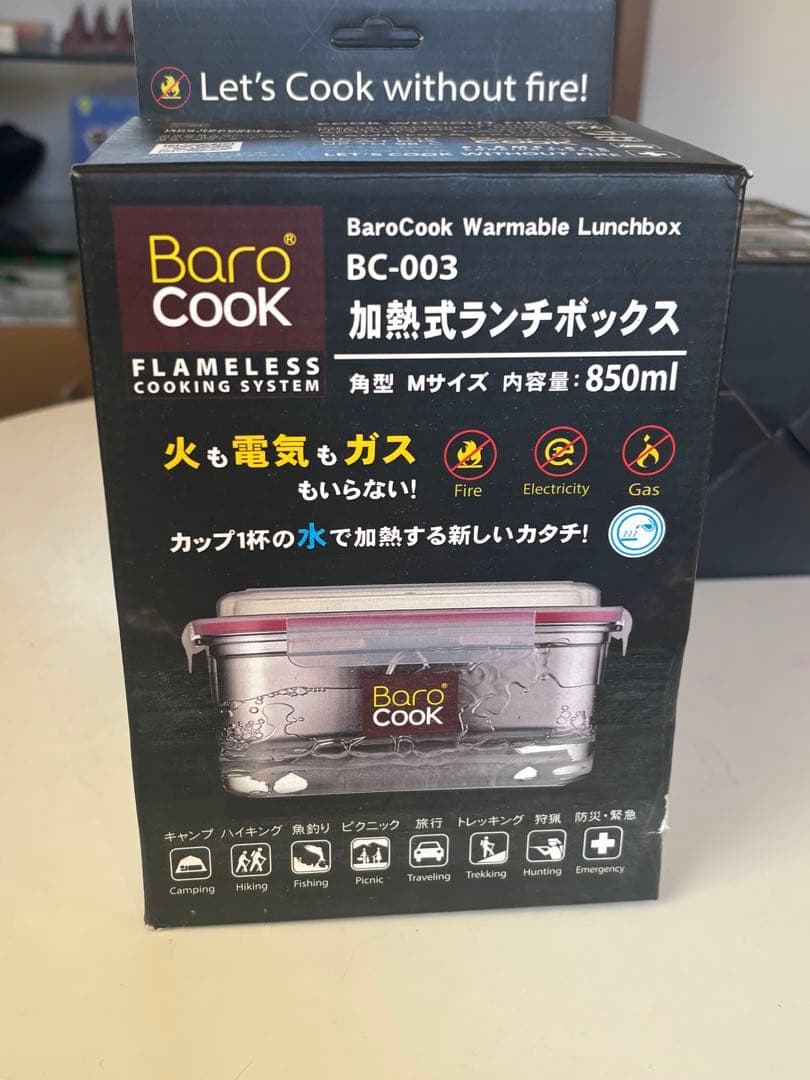 Let's Cook without fire!
FLAMELESS
LET'S COOK WITHOUT FIRE
Baro®
Cook
FLAMELESS
COOKING SYSTEM
BaroCook Warmable Lunchbox
BC-003
加熱式ランチボックス
角型 Mサイズ 内容量：850ml
火も電気もガス
もいらない！
Fire
Electricity
Gas
カップ1杯の水で加熱する新しいカタチ！
Baro®
Cook
キャンプ ハイキング 魚釣り ピクニック 旅行 トレッキング 狩猟 防災・緊急
Camping Hiking Fishing Picnic Traveling Trekking Hunting Emergency